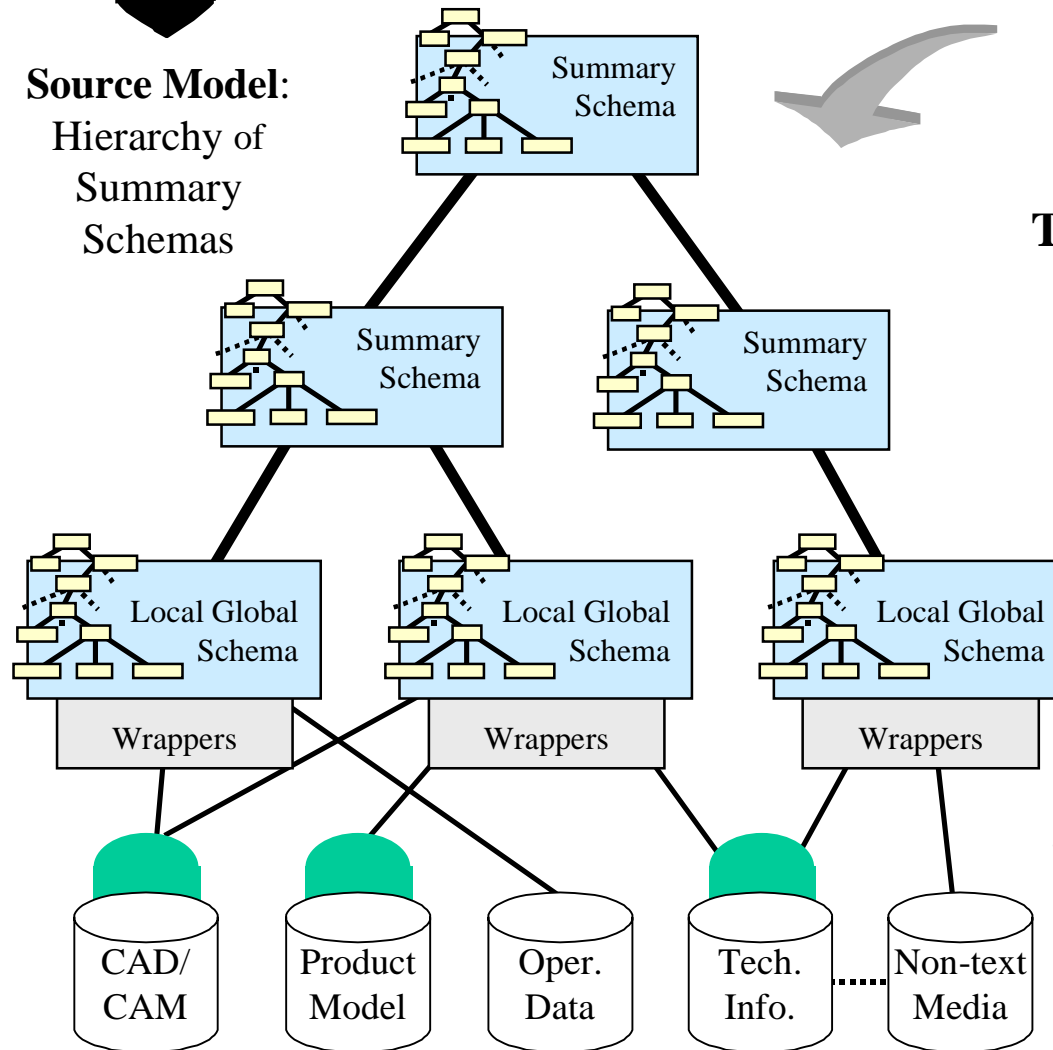 Source Model:
Hierarchy of
Summary
Schemas
Summary
Schema
T
Summary
Schema
Summary
Schema
Local Global
Schema
Local Global
Schema
Local Global
Schema
Wrappers
Wrappers
Wrappers
CAD/
CAM
Product
Model
Oper.
Data
Tech.
Info.
Non-text
Media